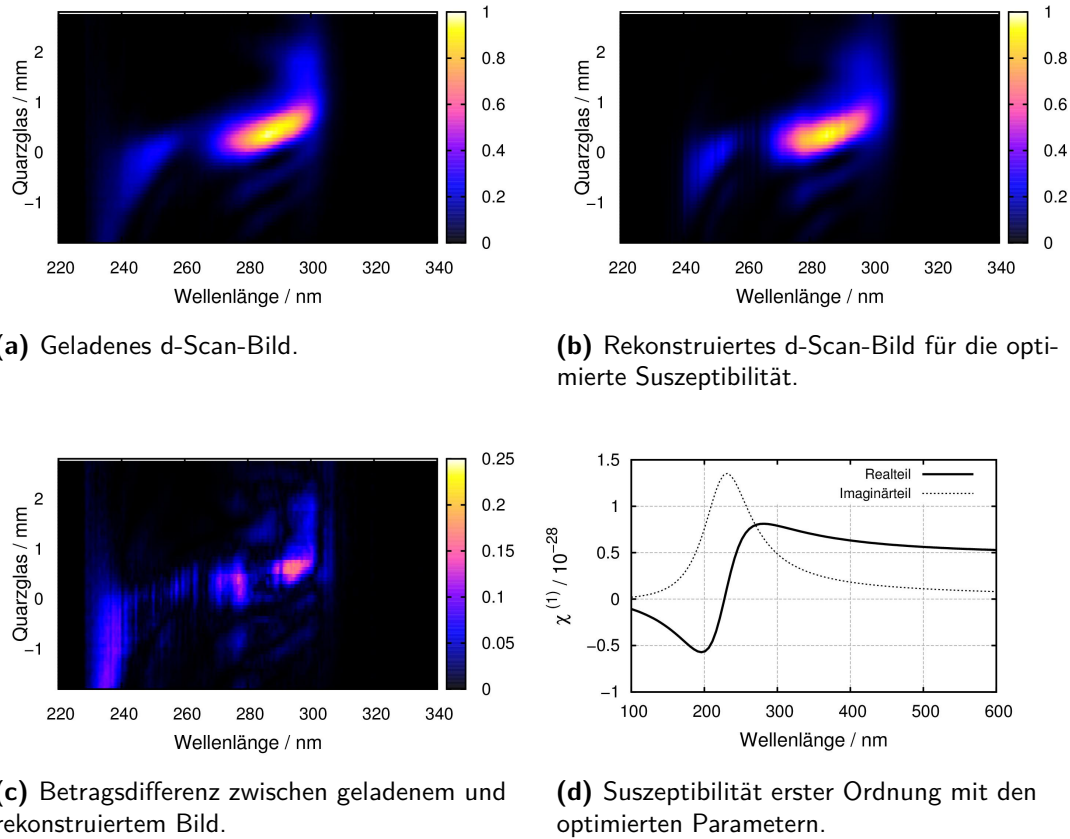 1
0.8
0.6
0.4
0.2
0
2
1
0
−1
Quarzglas / mm
220 240 260 280 300 320 340
Wellenlänge / nm
(a) Geladenes d-Scan-Bild.
1
0.8
0.6
0.4
0.2
0
2
1
0
−1
Quarzglas / mm
220 240 260 280 300 320 340
Wellenlänge / nm
(b) Rekonstruiertes d-Scan-Bild für die opti-
mierte Suszeptibilität.
0.25
0.2
0.15
0.1
0.05
0
2
1
0
−1
Quarzglas / mm
220 240 260 280 300 320 340
Wellenlänge / nm
(c) Betragsdifferenz zwischen geladenem und
rekonstruiertem Bild.
1.5
1
0.5
0
−0.5
−1
χ (1) / 10−28
Realteil
Imaginärteil
100 200 300 400 500 600
Wellenlänge / nm
(d) Suszeptibilität erster Ordnung mit den
optimierten Parametern.